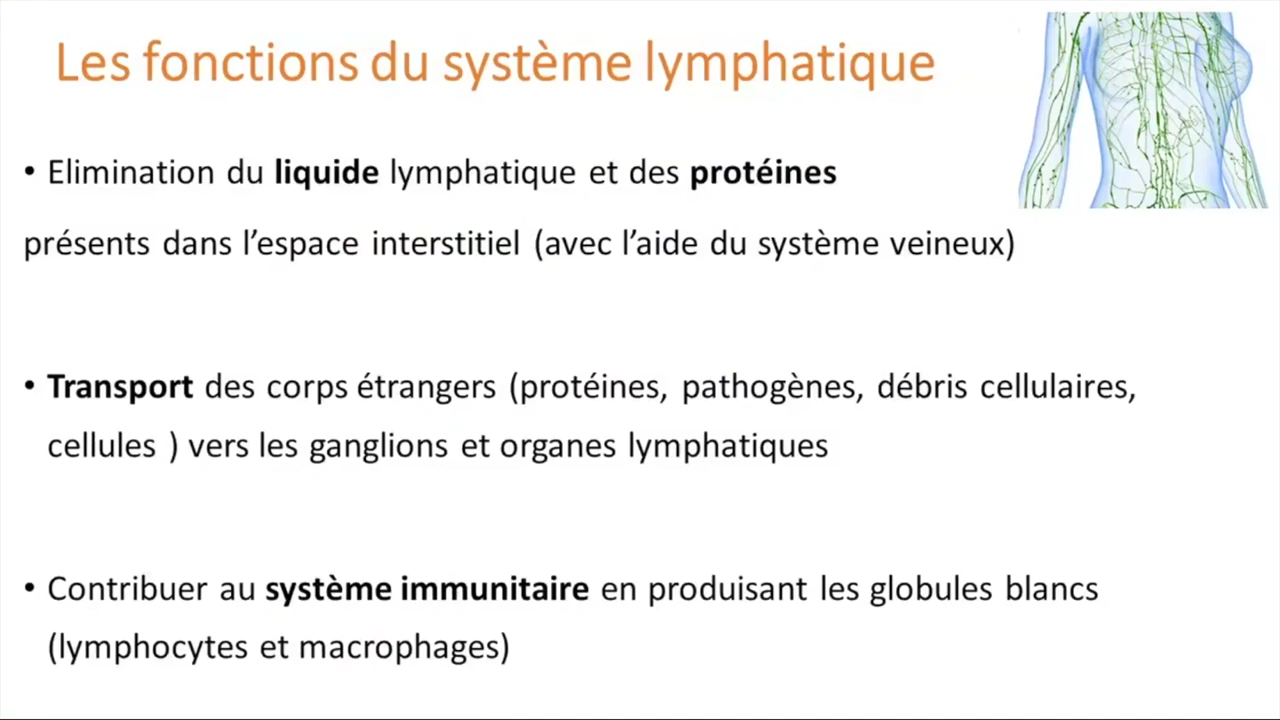 Les fonctions du système lymphatique
• Elimination du liquide lymphatique et des protéines
présents dans l’espace interstitiel (avec l’aide du système veineux)
• Transport des corps étrangers (protéines, pathogènes, débris cellulaires,
cellules ) vers les ganglions et organes lymphatiques
• Contribuer au système immunitaire en produisant les globules blancs
(lymphocytes et macrophages)